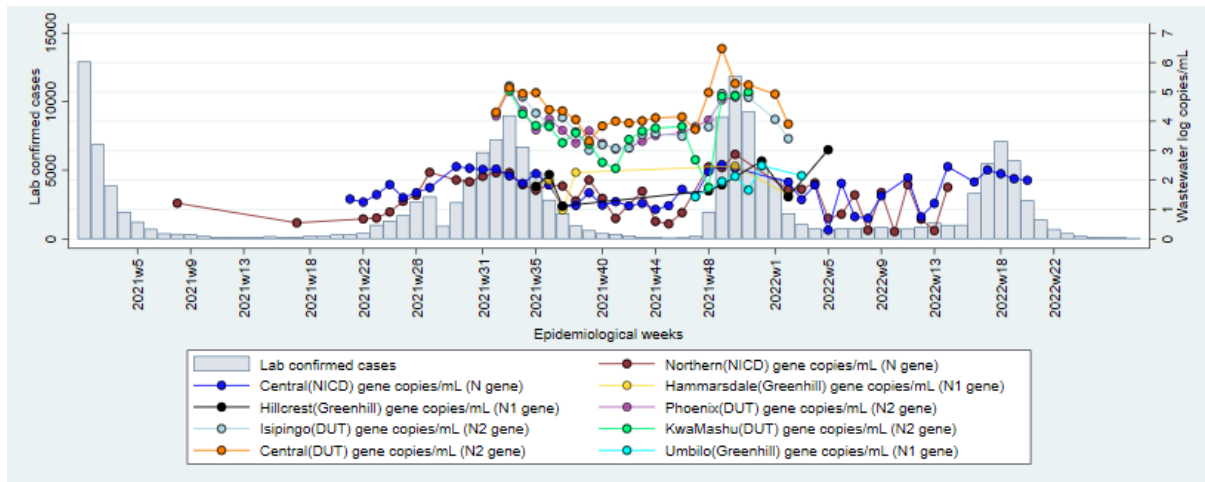 15000
10000
5000
0
Lab confirmed cases
7
6
5
4
3
2
1
0
Wastewater log copies/mL
2021w5
2021w9
2021w13
2021w18
2021w22
2021w26
2021w31
2021w35
2021w40
2021w44
2021w48
2022w1
2022w5
2022w9
2022w13
2022w18
2022w22
Epidemiological weeks
Lab confirmed cases
Northern(NICD) gene copies/mL (N gene)
Central(NICD) gene copies/mL (N gene)
Hammarsdale(Greenhill) gene copies/mL (N1 gene)
Hillcrest(Greenhill) gene copies/mL (N1 gene)
Phoenix(DUT) gene copies/mL (N2 gene)
Isipingo(DUT) gene copies/mL (N2 gene)
KwaMashu(DUT) gene copies/mL (N2 gene)
Central(DUT) gene copies/mL (N2 gene)
Umbilo(Greenhill) gene copies/mL (N1 gene)